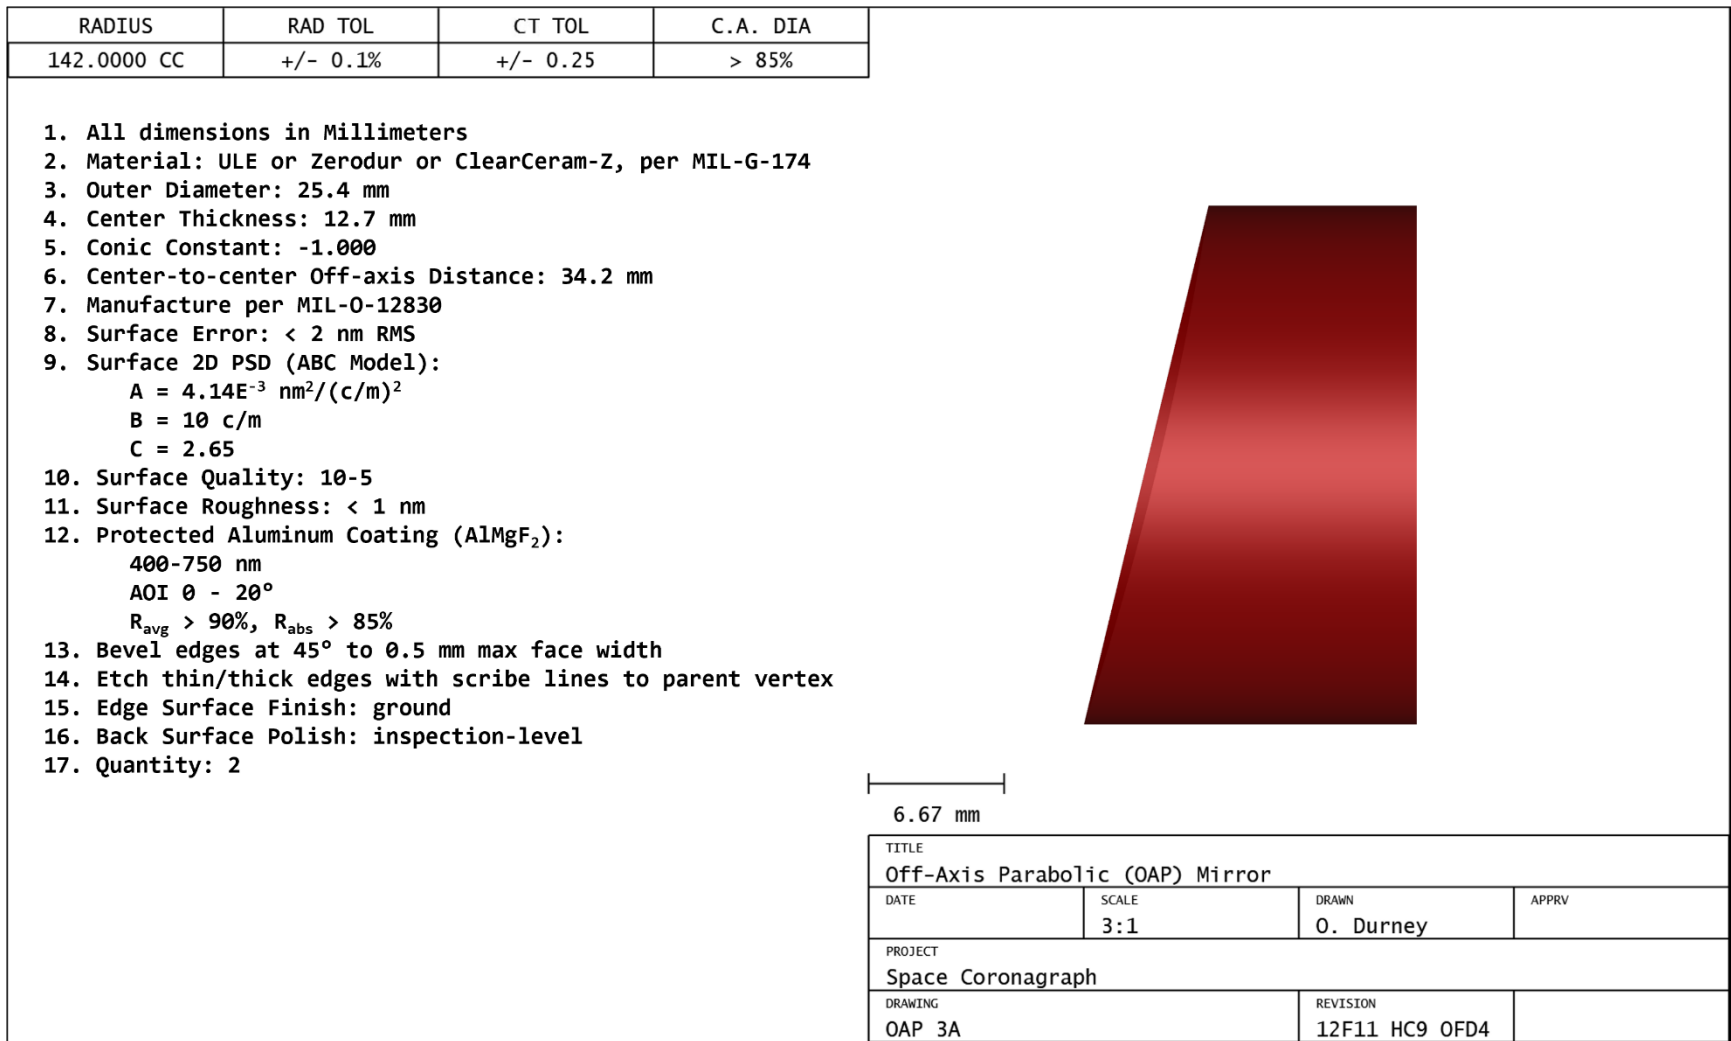 RADIUS RAD TOL CT TOL C.A. DIA
142.0000 CC +/- 0.1% +/- 0.25 > 85%
1. All dimensions in Millimeters
2. Material: ULE or Zerodur or ClearCeram-Z, per MIL-G-174
3. Outer Diameter: 25.4 mm
4. Center Thickness: 12.7 mm
5. Conic Constant: -1.000
6. Center-to-center Off-axis Distance: 34.2 mm
7. Manufacture per MIL-O-12830
8. Surface Error: < 2 nm RMS
9. Surface 2D PSD (ABC Model):
A = 4.14E⁻³ nm²/(c/m)²
B = 10 c/m
C = 2.65
10. Surface Quality: 10-5
11. Surface Roughness: < 1 nm
12. Protected Aluminum Coating (AlMgF₂):
400-750 nm
AOI 0 - 20°
Ravg > 90%, Rabs > 85%
13. Bevel edges at 45° to 0.5 mm max face width
14. Etch thin/thick edges with scribe lines to parent vertex
15. Edge Surface Finish: ground
16. Back Surface Polish: inspection-level
17. Quantity: 2
6.67 mm
TITLE
Off-Axis Parabolic (OAP) Mirror
DATE SCALE DRAWN APPRV
3:1 O. Durney
PROJECT
Space Coronagraph
DRAWING REVISION
OAP 3A 12F11 HC9 OFD4